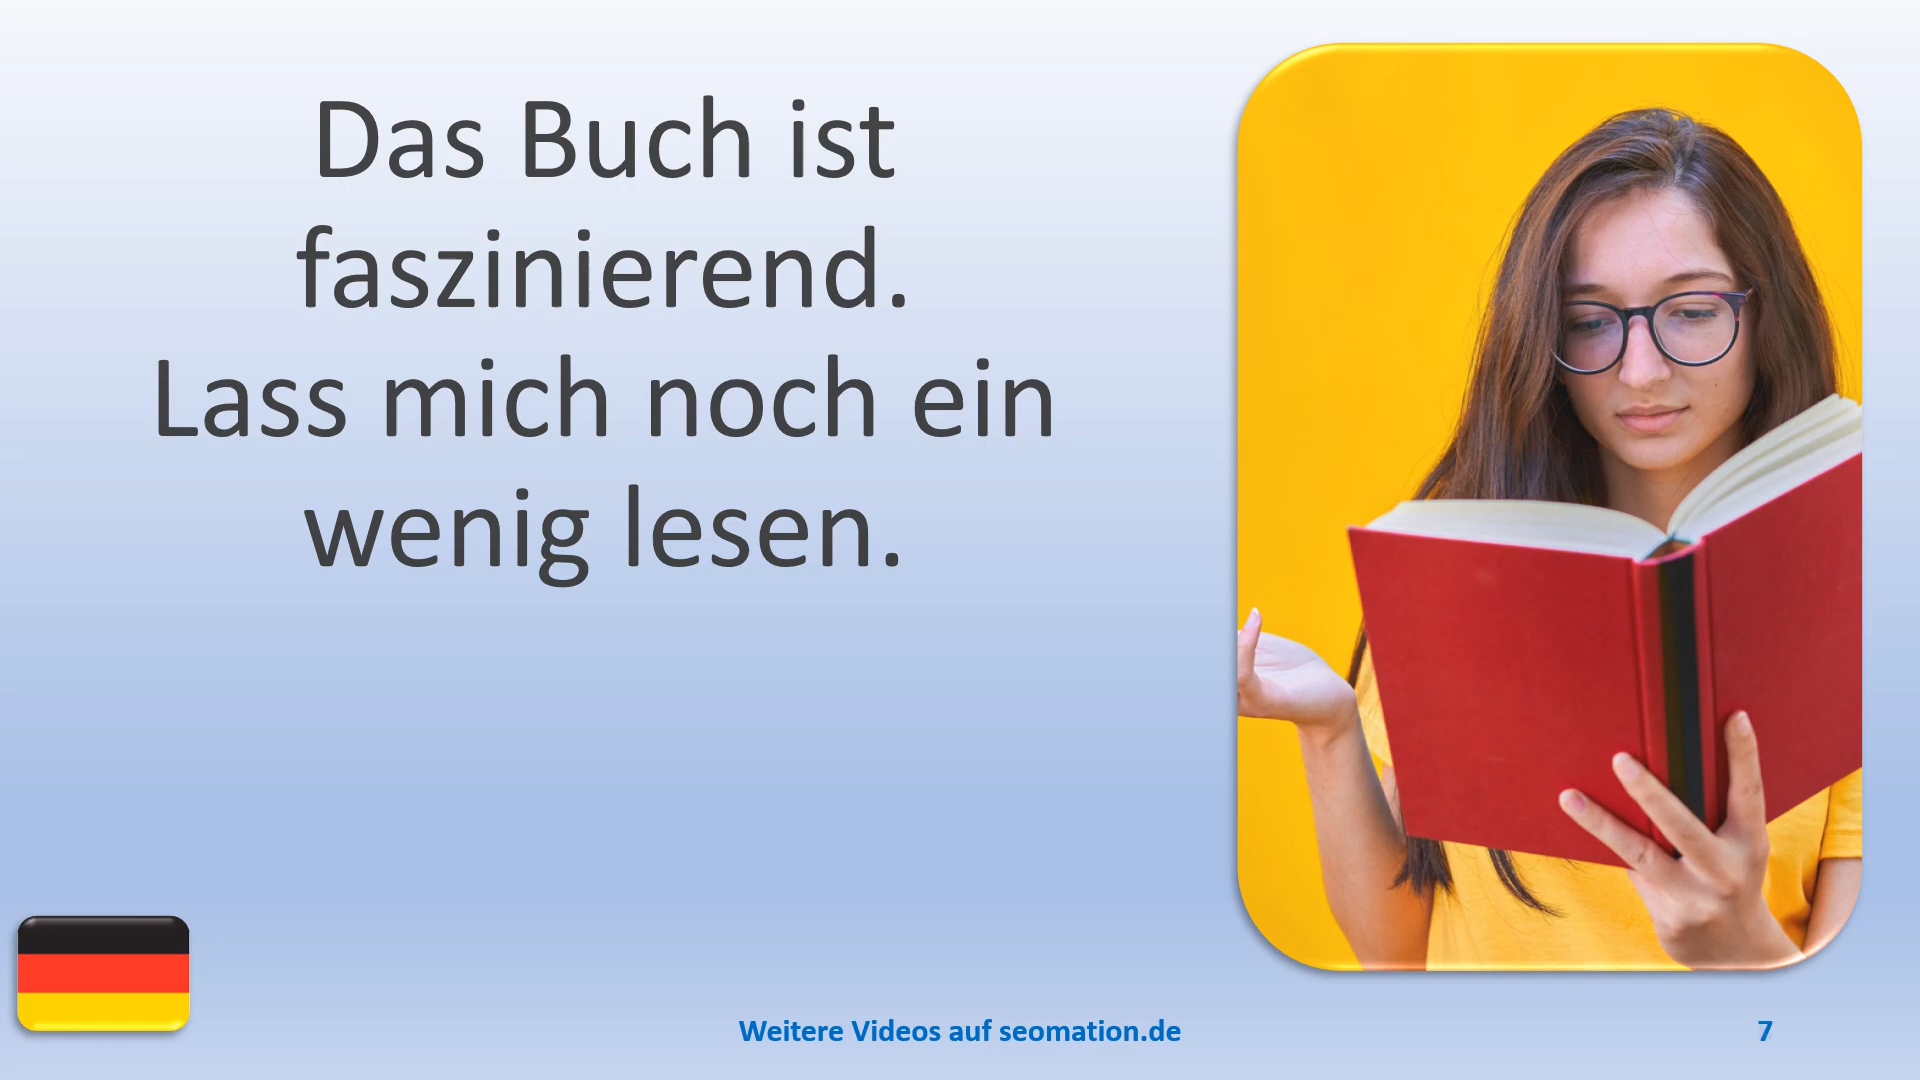 Das Buch ist
faszinierend.
Lass mich noch ein
wenig lesen.
Weitere Videos auf seomation.de
7